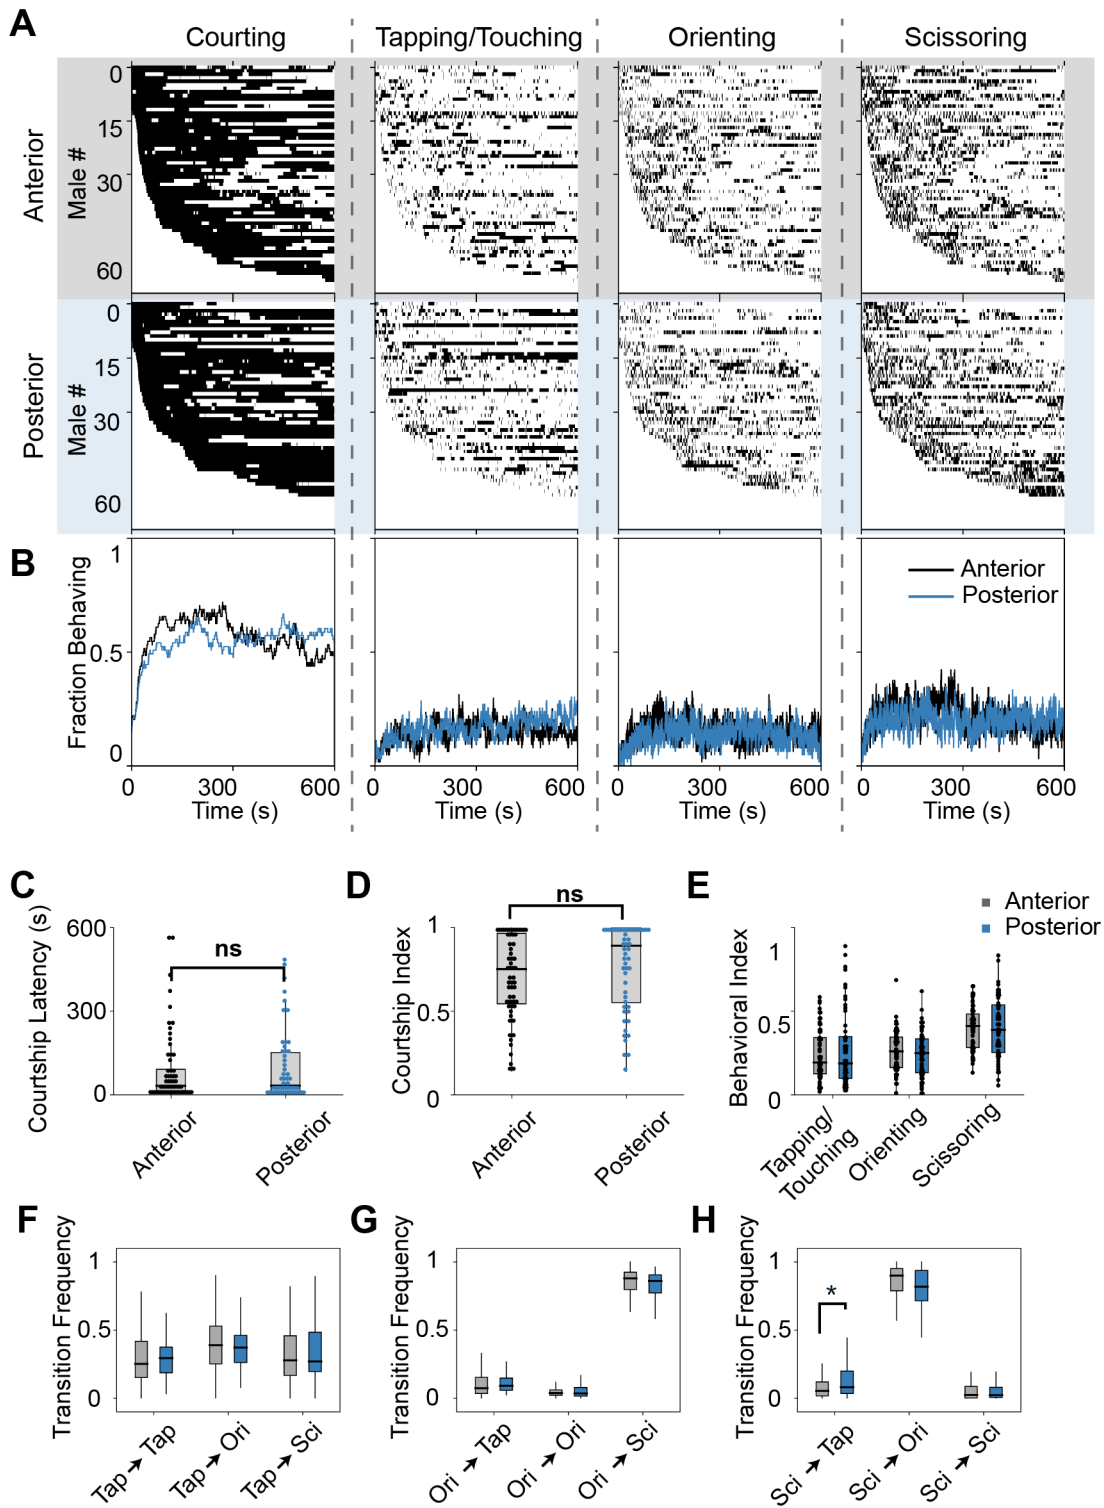 A
Courting
Tapping/Touching
Orienting
Scissoring
Anterior
Male #
0
15
30
60
Posterior
Male #
0
15
30
60
B
Fraction Behaving
1
0.5
0
Anterior
Posterior
0 300 600
0 300 600
0 300 600
0 300 600
Time (s)
Time (s)
Time (s)
Time (s)
C
Courtship Latency (s)
600
300
0
ns
Anterior
Posterior
D
Courtship Index
1
0.5
0
ns
Anterior
Posterior
E
Anterior
Posterior
Behavioral Index
1
0.5
0
Tapping/
Touching
Orienting
Scissoring
F
Transition Frequency
1
0.5
0
Tap → Tap
Tap → Ori
Tap → Sci
G
Transition Frequency
1
0.5
0
Ori → Tap
Ori → Ori
Ori → Sci
H
Transition Frequency
1
0.5
0
*
Sci → Tap
Sci → Ori
Sci → Sci